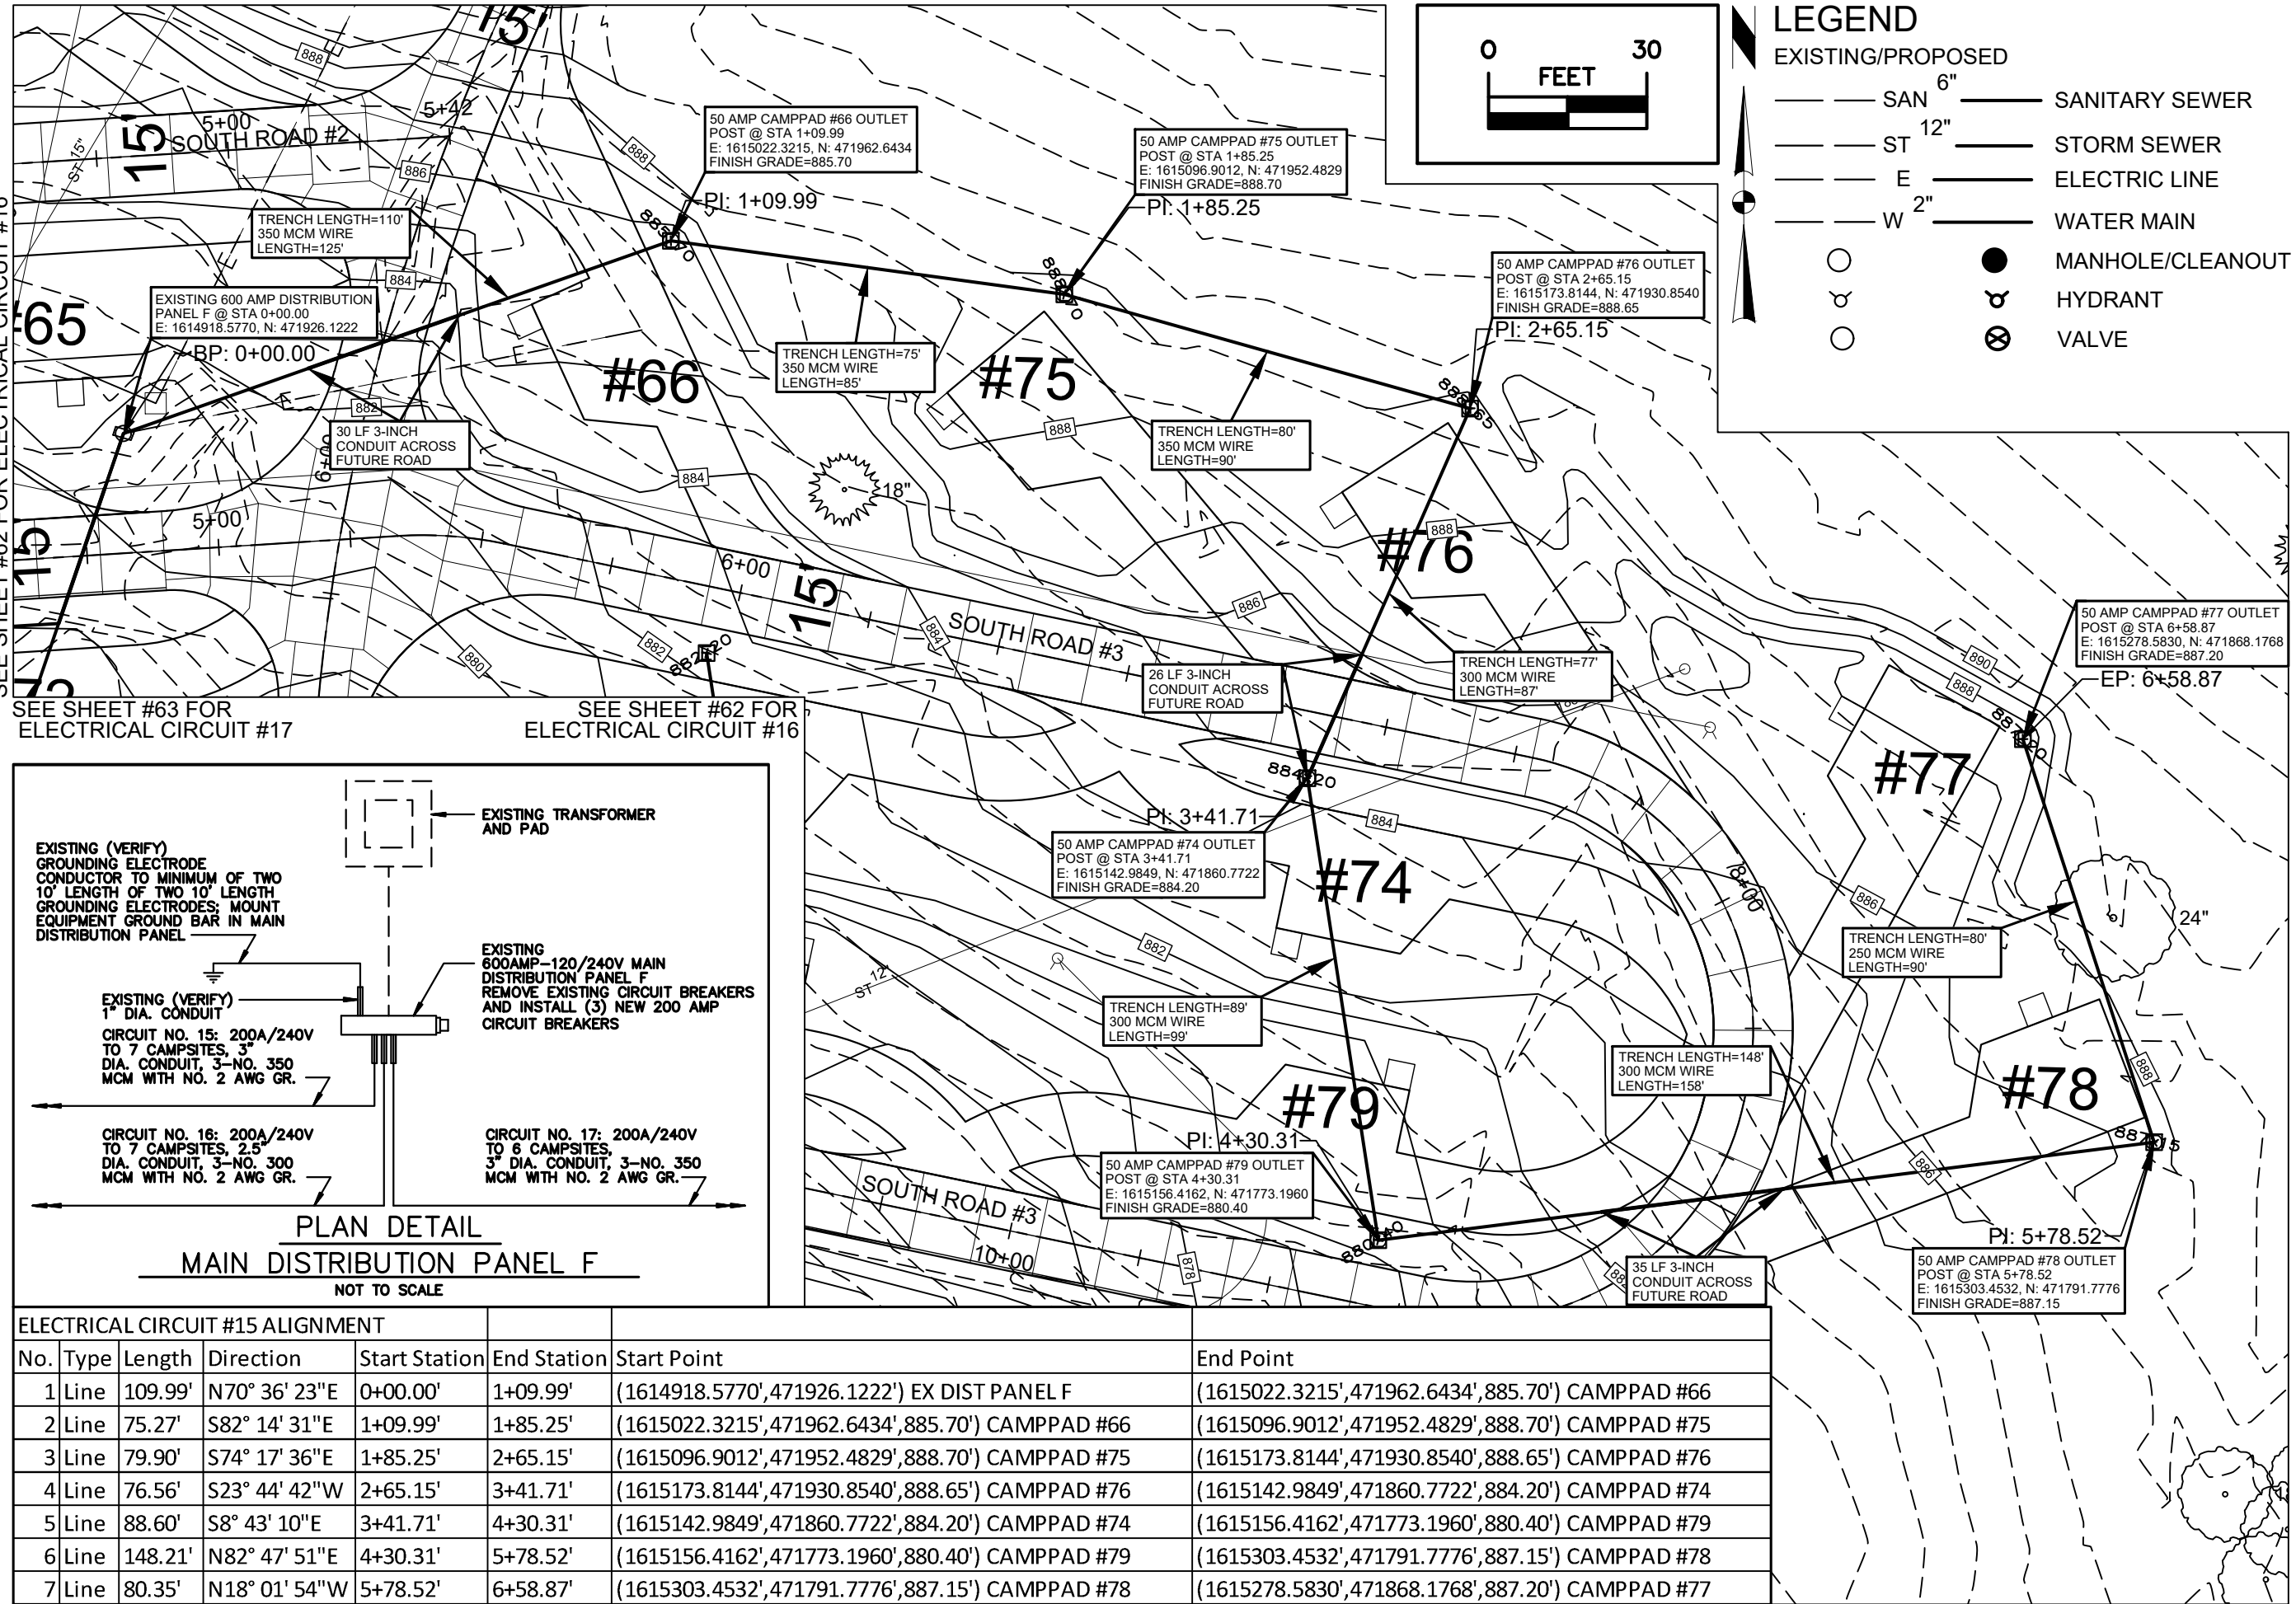 LEGEND
EXISTING/PROPOSED
SAN 6" SANITARY SEWER
ST 12" STORM SEWER
E ELECTRIC LINE
W 2" WATER MAIN
MANHOLE/CLEANOUT
HYDRANT
VALVE
0 30
FEET
15'
888
5+42
5+00
SOUTH ROAD #2
15'
ST 15"
886
888
50 AMP CAMPPAD #66 OUTLET
POST @ STA 1+09.99
E: 1615022.3215, N: 471962.6434
FINISH GRADE=885.70
PI: 1+09.99
50 AMP CAMPPAD #75 OUTLET
POST @ STA 1+85.25
E: 1615096.9012, N: 471952.4829
FINISH GRADE=888.70
PI: 1+85.25
50 AMP CAMPPAD #76 OUTLET
POST @ STA 2+65.15
E: 1615173.8144, N: 471930.8540
FINISH GRADE=888.65
PI: 2+65.15
TRENCH LENGTH=110'
350 MCM WIRE
LENGTH=125'
884
EXISTING 600 AMP DISTRIBUTION
PANEL F @ STA 0+00.00
E: 1614918.5770, N: 471926.1222
BP: 0+00.00
#65
E
E
882
30 LF 3-INCH
CONDUIT ACROSS
FUTURE ROAD
#66
TRENCH LENGTH=75'
350 MCM WIRE
LENGTH=85'
#75
888
TRENCH LENGTH=80'
350 MCM WIRE
LENGTH=90'
884
18"
#76
888
6+00
5+00
15'
6+00
15'
882
880
884
SOUTH ROAD #3
886
26 LF 3-INCH
CONDUIT ACROSS
FUTURE ROAD
TRENCH LENGTH=77'
300 MCM WIRE
LENGTH=87'
50 AMP CAMPPAD #77 OUTLET
POST @ STA 6+58.87
E: 1615278.5830, N: 471868.1768
FINISH GRADE=887.20
EP: 6+58.87
890
888
#77
SEE SHEET #63 FOR
ELECTRICAL CIRCUIT #17
SEE SHEET #62 FOR
ELECTRICAL CIRCUIT #16
PI: 3+41.71
50 AMP CAMPPAD #74 OUTLET
POST @ STA 3+41.71
E: 1615142.9849, N: 471860.7722
FINISH GRADE=884.20
884
#74
8+00
886
882
ST 12"
TRENCH LENGTH=80'
250 MCM WIRE
LENGTH=90'
24"
TRENCH LENGTH=89'
300 MCM WIRE
LENGTH=99'
TRENCH LENGTH=148'
300 MCM WIRE
LENGTH=158'
888
#78
#79
PI: 4+30.31
50 AMP CAMPPAD #79 OUTLET
POST @ STA 4+30.31
E: 1615156.4162, N: 471773.1960
FINISH GRADE=880.40
886
SOUTH ROAD #3
10+00
878
35 LF 3-INCH
CONDUIT ACROSS
FUTURE ROAD
PI: 5+78.52
50 AMP CAMPPAD #78 OUTLET
POST @ STA 5+78.52
E: 1615303.4532, N: 471791.7776
FINISH GRADE=887.15
EXISTING TRANSFORMER
AND PAD
EXISTING (VERIFY)
GROUNDING ELECTRODE
CONDUCTOR TO MINIMUM OF TWO
10' LENGTH OF TWO 10' LENGTH
GROUNDING ELECTRODES; MOUNT
EQUIPMENT GROUND BAR IN MAIN
DISTRIBUTION PANEL
EXISTING
600AMP-120/240V MAIN
DISTRIBUTION PANEL F
REMOVE EXISTING CIRCUIT BREAKERS
AND INSTALL (3) NEW 200 AMP
CIRCUIT BREAKERS
EXISTING (VERIFY)
1" DIA. CONDUIT
CIRCUIT NO. 15: 200A/240V
TO 7 CAMPSITES, 3"
DIA. CONDUIT, 3-NO. 350
MCM WITH NO. 2 AWG GR.
CIRCUIT NO. 16: 200A/240V
TO 7 CAMPSITES, 2.5"
DIA. CONDUIT, 3-NO. 300
MCM WITH NO. 2 AWG GR.
CIRCUIT NO. 17: 200A/240V
TO 6 CAMPSITES,
3" DIA. CONDUIT, 3-NO. 350
MCM WITH NO. 2 AWG GR.
PLAN DETAIL
MAIN DISTRIBUTION PANEL F
NOT TO SCALE
ELECTRICAL CIRCUIT #15 ALIGNMENT
No. Type Length Direction Start Station End Station Start Point End Point
1 Line 109.99' N70° 36' 23"E 0+00.00' 1+09.99' (1614918.5770',471926.1222') EX DIST PANEL F (1615022.3215',471962.6434',885.70') CAMPPAD #66
2 Line 75.27' S82° 14' 31"E 1+09.99' 1+85.25' (1615022.3215',471962.6434',885.70') CAMPPAD #66 (1615096.9012',471952.4829',888.70') CAMPPAD #75
3 Line 79.90' S74° 17' 36"E 1+85.25' 2+65.15' (1615096.9012',471952.4829',888.70') CAMPPAD #75 (1615173.8144',471930.8540',888.65') CAMPPAD #76
4 Line 76.56' S23° 44' 42"W 2+65.15' 3+41.71' (1615173.8144',471930.8540',888.65') CAMPPAD #76 (1615142.9849',471860.7722',884.20') CAMPPAD #74
5 Line 88.60' S8° 43' 10"E 3+41.71' 4+30.31' (1615142.9849',471860.7722',884.20') CAMPPAD #74 (1615156.4162',471773.1960',880.40') CAMPPAD #79
6 Line 148.21' N82° 47' 51"E 4+30.31' 5+78.52' (1615156.4162',471773.1960',880.40') CAMPPAD #79 (1615303.4532',471791.7776',887.15') CAMPPAD #78
7 Line 80.35' N18° 01' 54"W 5+78.52' 6+58.87' (1615303.4532',471791.7776',887.15') CAMPPAD #78 (1615278.5830',471868.1768',887.20') CAMPPAD #77